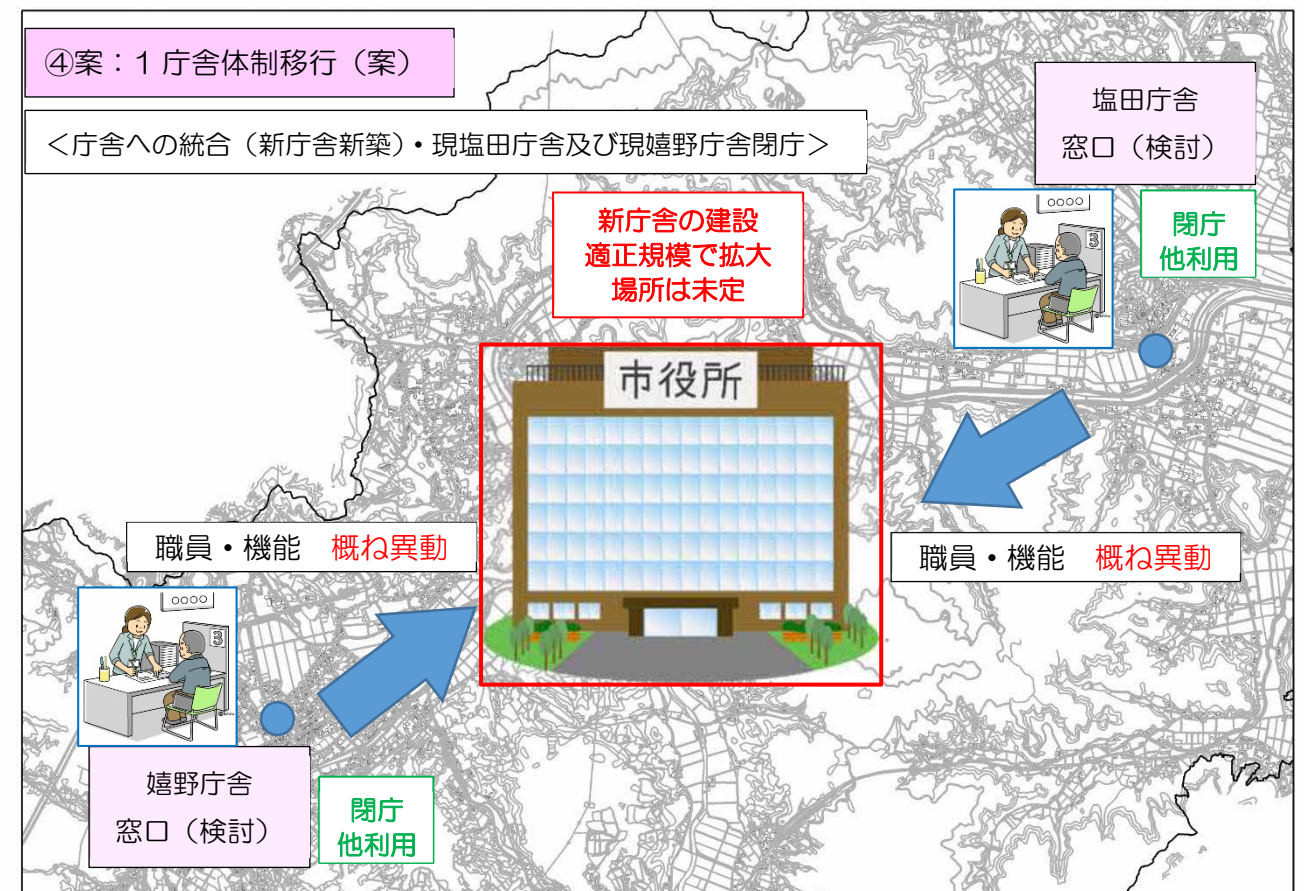 ④案：1庁舎体制移行（案）
＜庁舎への統合（新庁舎新築）・現塩田庁舎及び現嬉野庁舎閉庁＞
塩田庁舎
窓口（検討）
閉庁
他利用
新庁舎の建設
適正規模で拡大
場所は未定
○○○○
3
市役所
職員・機能　概ね異動
職員・機能　概ね異動
○○○○
3
嬉野庁舎
窓口（検討）
閉庁
他利用